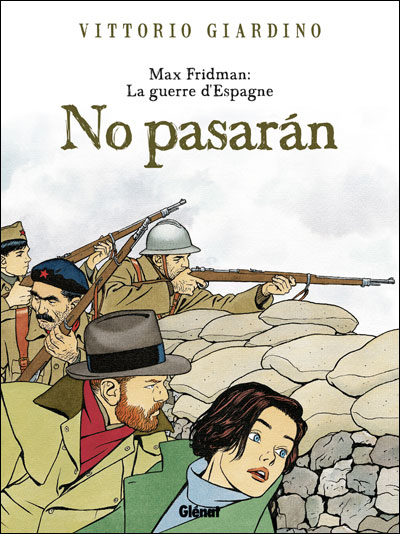 VITTORIO GIARDINO
Max Fridman:
La guerre d'Espagne
No pasarán
Glénat